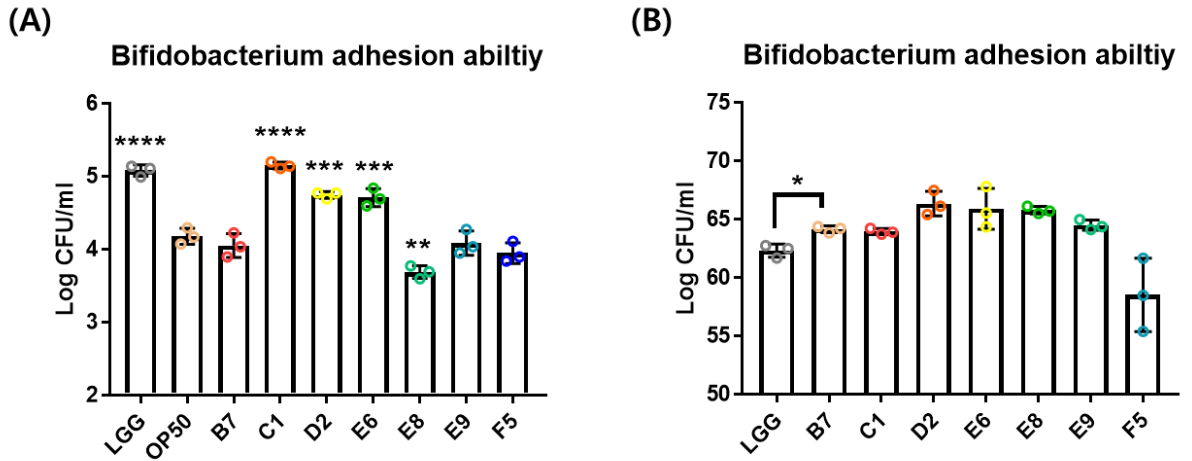 (A)
Bifidobacterium adhesion abiltiy
Log CFU/ml
6
5
4
3
2
****
****
***
***
**
LGG
OP50
B7
C1
D2
E6
E8
E9
F5
(B)
Bifidobacterium adhesion abiltiy
Log CFU/ml
75
70
65
60
55
50
*
LGG
B7
C1
D2
E6
E8
E9
F5